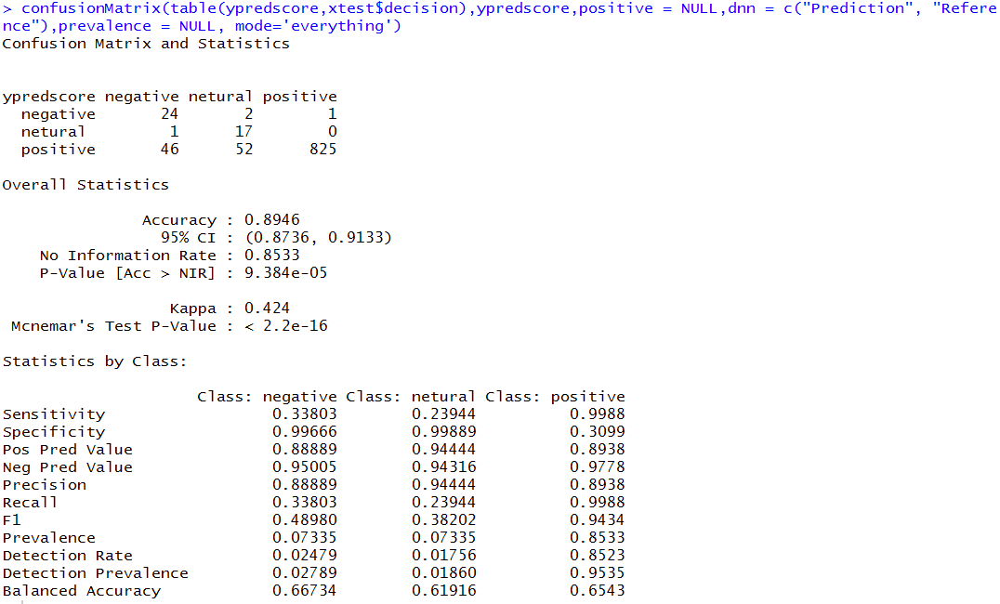 > confusionMatrix(table(ypredscore,xtest$decision),ypredscore,positive = NULL,dnn = c("Prediction", "Refere
nce"),prevalence = NULL, mode='everything')
Confusion Matrix and Statistics
ypredscore negative netural positive
negative 24 2 1
netural 1 17 0
positive 46 52 825
Overall Statistics
Accuracy : 0.8946
95% CI : (0.8736, 0.9133)
No Information Rate : 0.8533
P-Value [Acc > NIR] : 9.384e-05
Kappa : 0.424
Mcnemar's Test P-Value : < 2.2e-16
Statistics by Class:
Class: negative Class: netural Class: positive
Sensitivity 0.33803 0.23944 0.9988
Specificity 0.99666 0.99889 0.3099
Pos Pred Value 0.88889 0.94444 0.8938
Neg Pred Value 0.95005 0.94316 0.9778
Precision 0.88889 0.94444 0.8938
Recall 0.33803 0.23944 0.9988
F1 0.48980 0.38202 0.9434
Prevalence 0.07335 0.07335 0.8533
Detection Rate 0.02479 0.01756 0.8523
Detection Prevalence 0.02789 0.01860 0.9535
Balanced Accuracy 0.66734 0.61916 0.6543